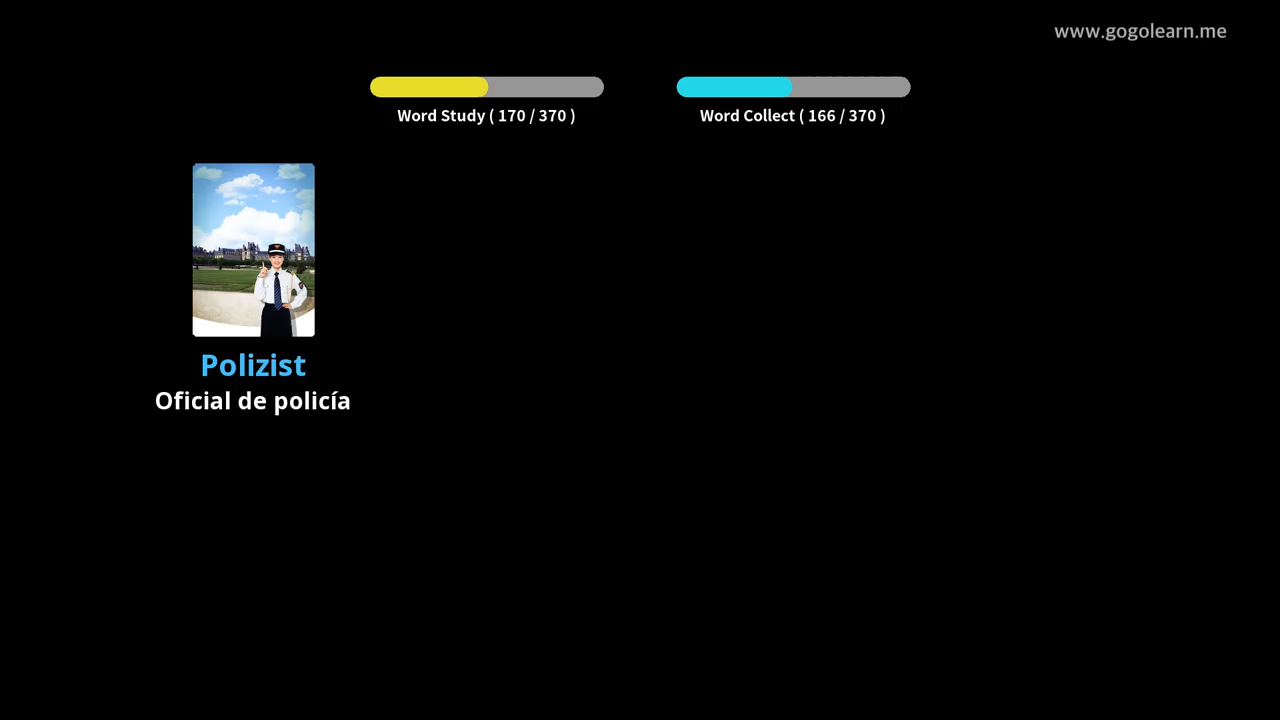 www.gogolearn.me
Word Study ( 170 / 370 )
Word Collect ( 166 / 370 )
Polizist
Oficial de policía